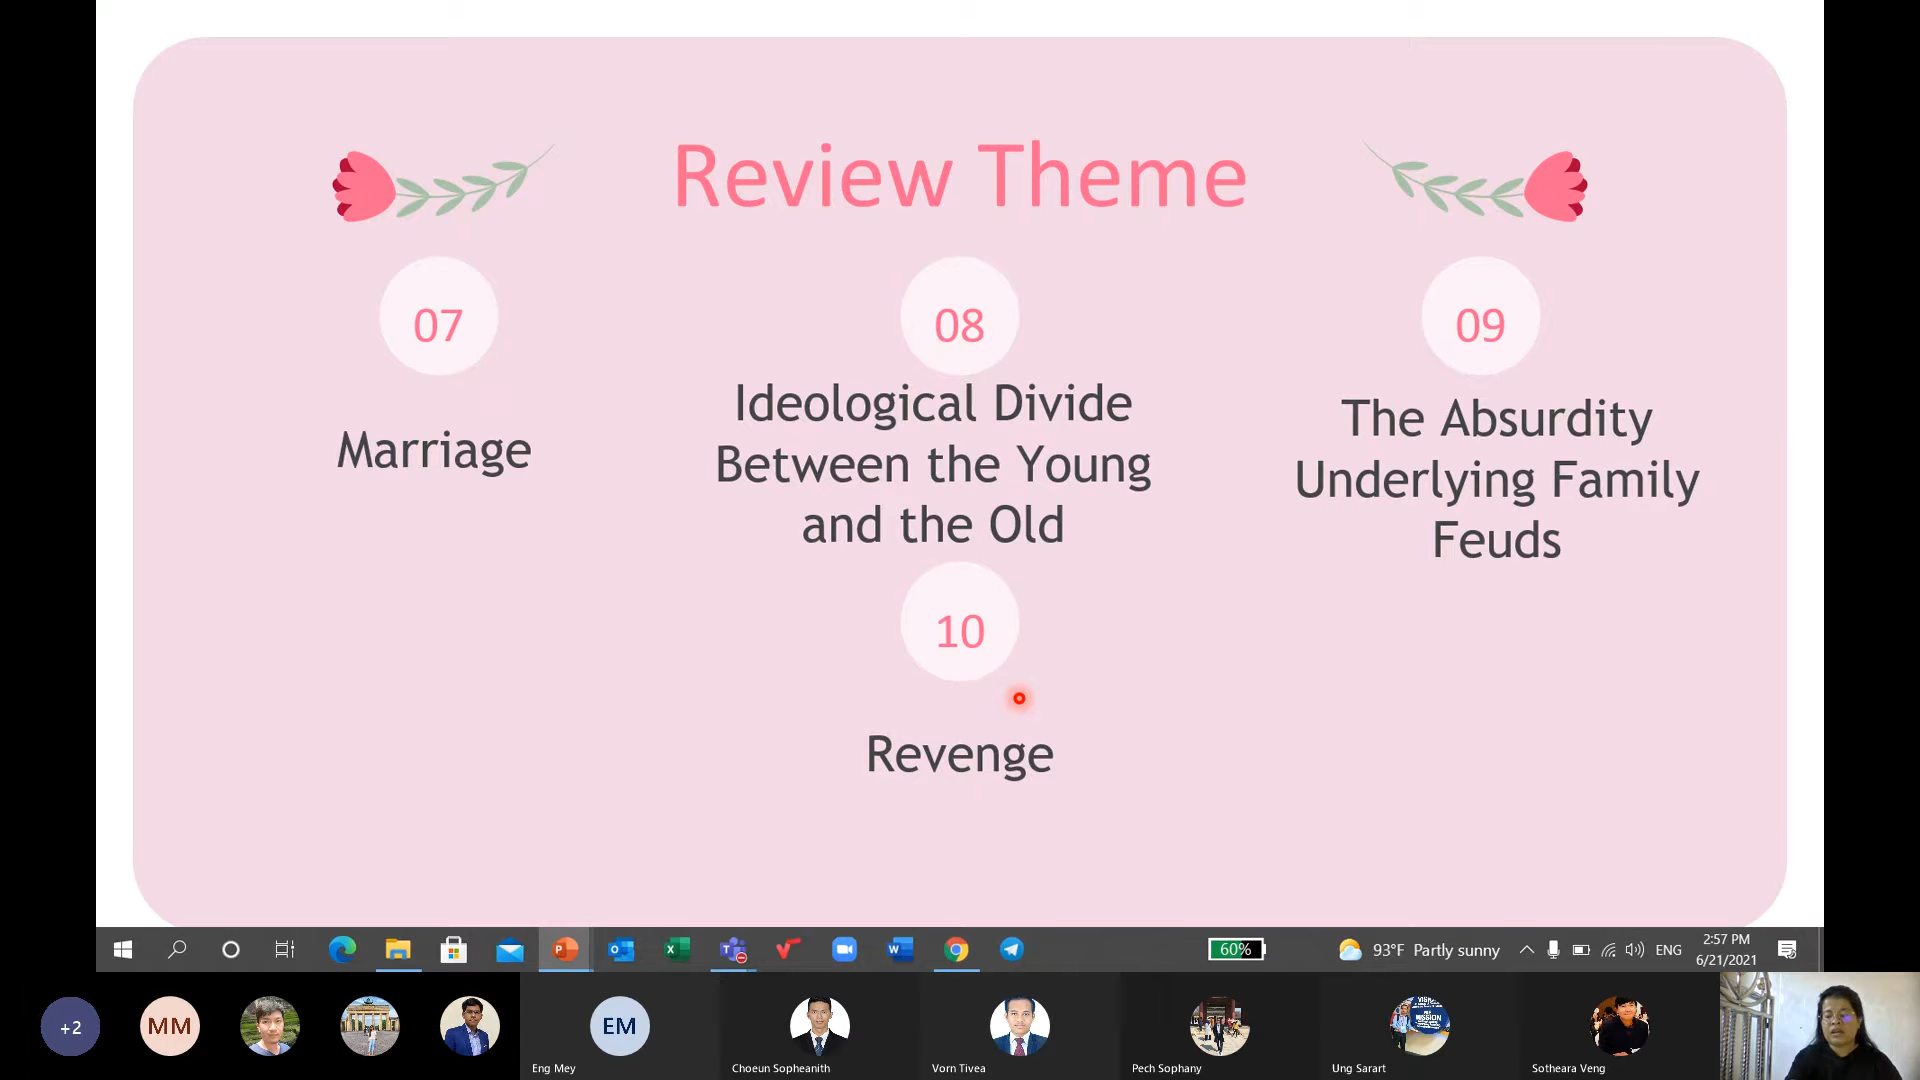 Review Theme
07
08
09
Marriage
Ideological Divide
Between the Young
and the Old
The Absurdity
Underlying Family
Feuds
10
Revenge
60%
93°F Partly sunny
ENG
2:57 PM
6/21/2021
+2
MM
EM
Eng Mey
Choeun Sopheanith
Vorn Tivea
Pech Sophany
Ung Sarart
Sotheara Veng